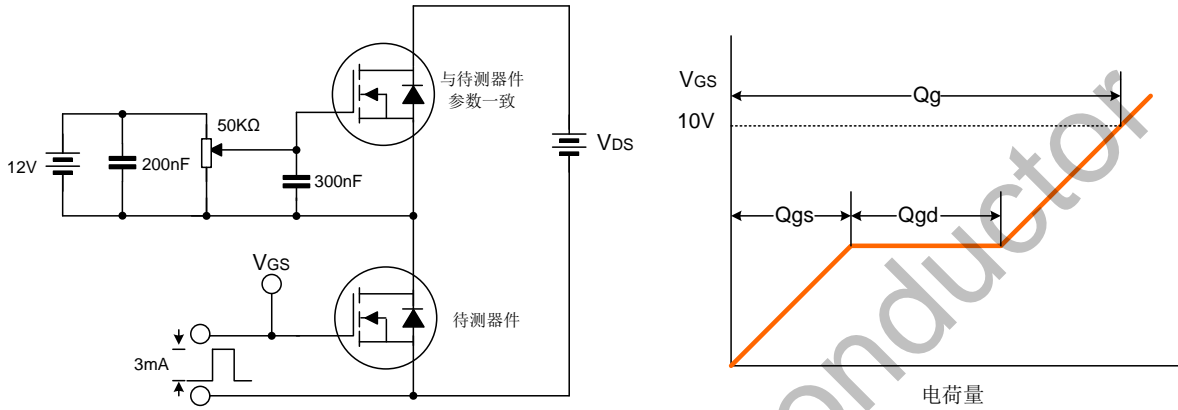 12V
200nF
50KΩ
300nF
与待测器件
参数一致
VDS
VGS
3mA
待测器件
VGS
10V
Qg
Qgs
Qgd
电荷量
onductor